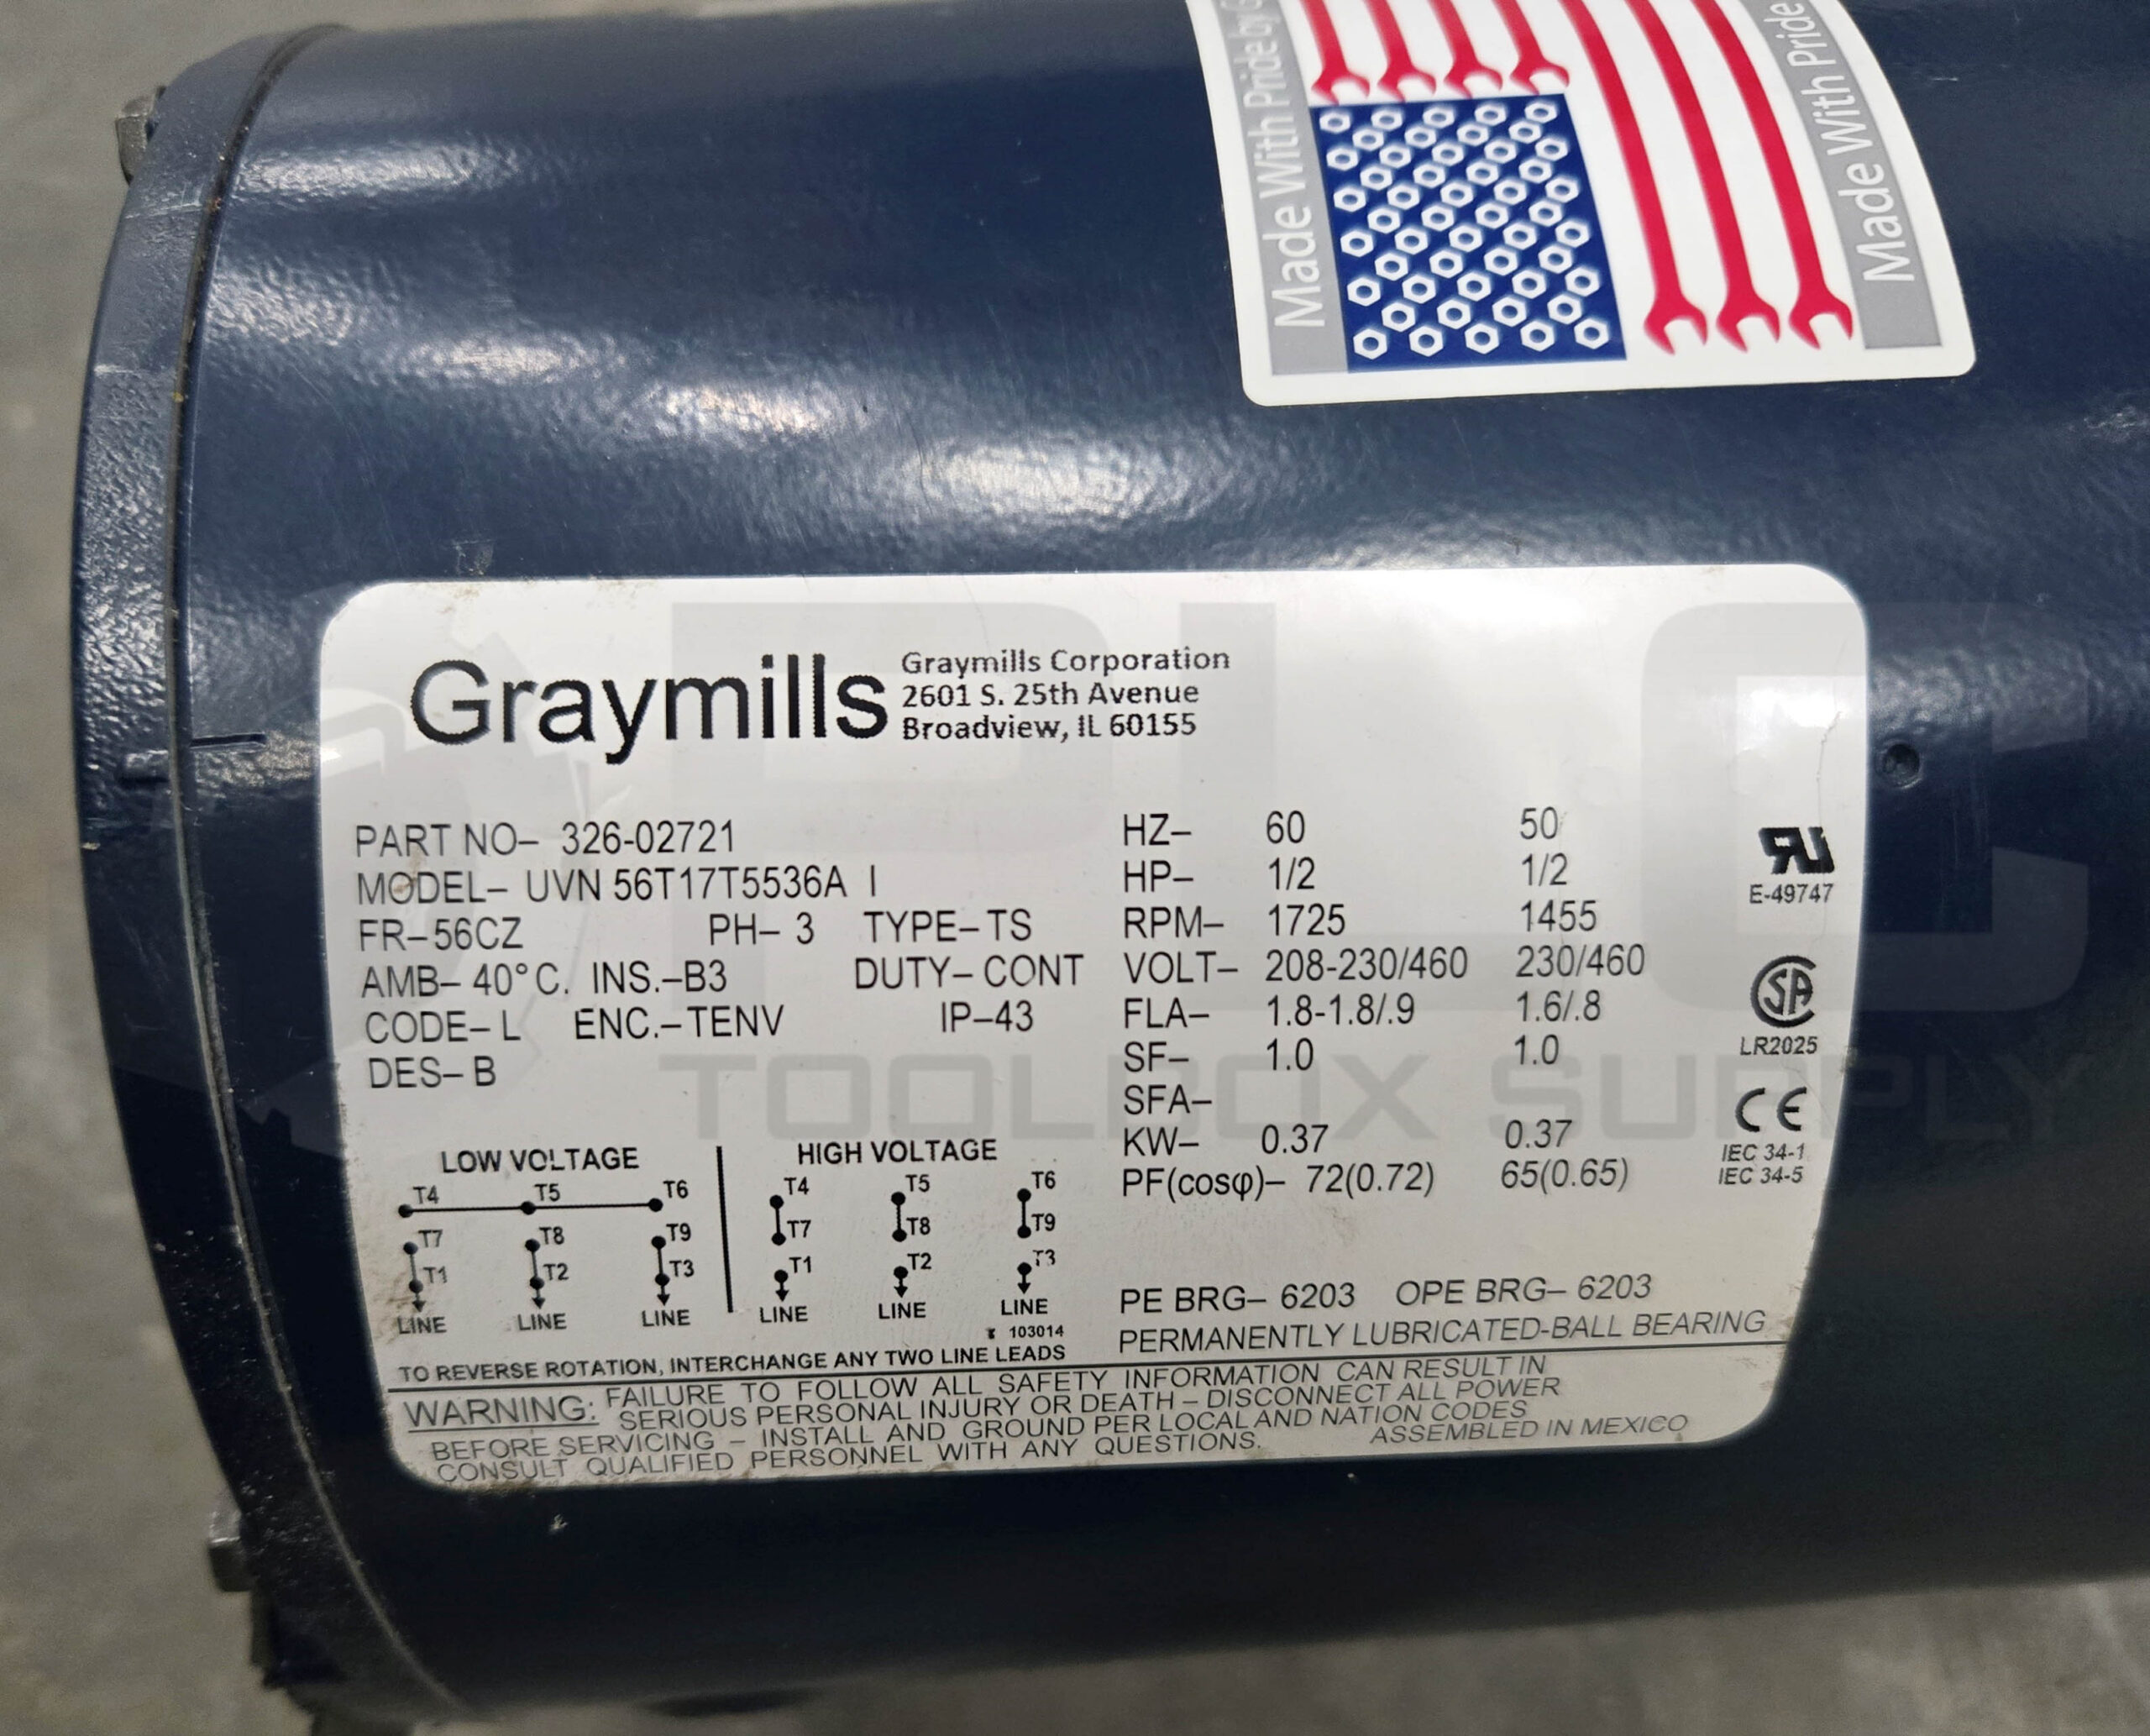 Made With Pride by
Made With Pride
Graymills
Graymills Corporation
2601 S. 25th Avenue
Broadview, IL 60155
PART NO– 326-02721
MODEL– UVN 56T17T5536A I
FR–56CZ PH– 3 TYPE–TS
AMB– 40°C. INS.–B3 DUTY– CONT
CODE– L ENC.–TENV IP–43
DES– B
HZ– 60 50
HP– 1/2 1/2
RPM– 1725 1455
VOLT– 208-230/460 230/460
FLA– 1.8-1.8/.9 1.6/.8
SF– 1.0 1.0
SFA–
KW– 0.37 0.37
PF(cosφ)– 72(0.72) 65(0.65)
E-49747
LR2025
CE
IEC 34-1
IEC 34-5
LOW VOLTAGE
T4 T5 T6
T7 T8 T9
T1 T2 T3
LINE LINE LINE
HIGH VOLTAGE
T4 T5 T6
T7 T8 T9
T1 T2 T3
LINE LINE LINE
103014
TO REVERSE ROTATION, INTERCHANGE ANY TWO LINE LEADS
PE BRG– 6203 OPE BRG– 6203
PERMANENTLY LUBRICATED-BALL BEARING
WARNING: FAILURE TO FOLLOW ALL SAFETY INFORMATION CAN RESULT IN
SERIOUS PERSONAL INJURY OR DEATH – DISCONNECT ALL POWER
BEFORE SERVICING – INSTALL AND GROUND PER LOCAL AND NATION CODES
CONSULT QUALIFIED PERSONNEL WITH ANY QUESTIONS.
ASSEMBLED IN MEXICO
PLC
TOOLBOX SUPPLY